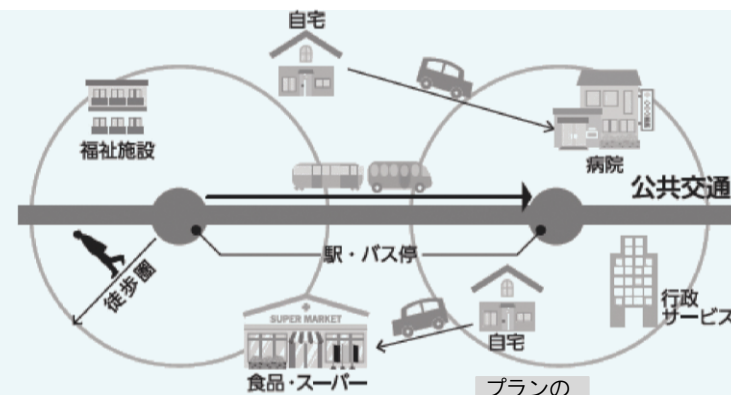 自宅
福祉施設
病院
公共交通
駅・バス停
徒歩圏
SUPER MARKET
行政
サービス
自宅
食品・スーパー
プランの